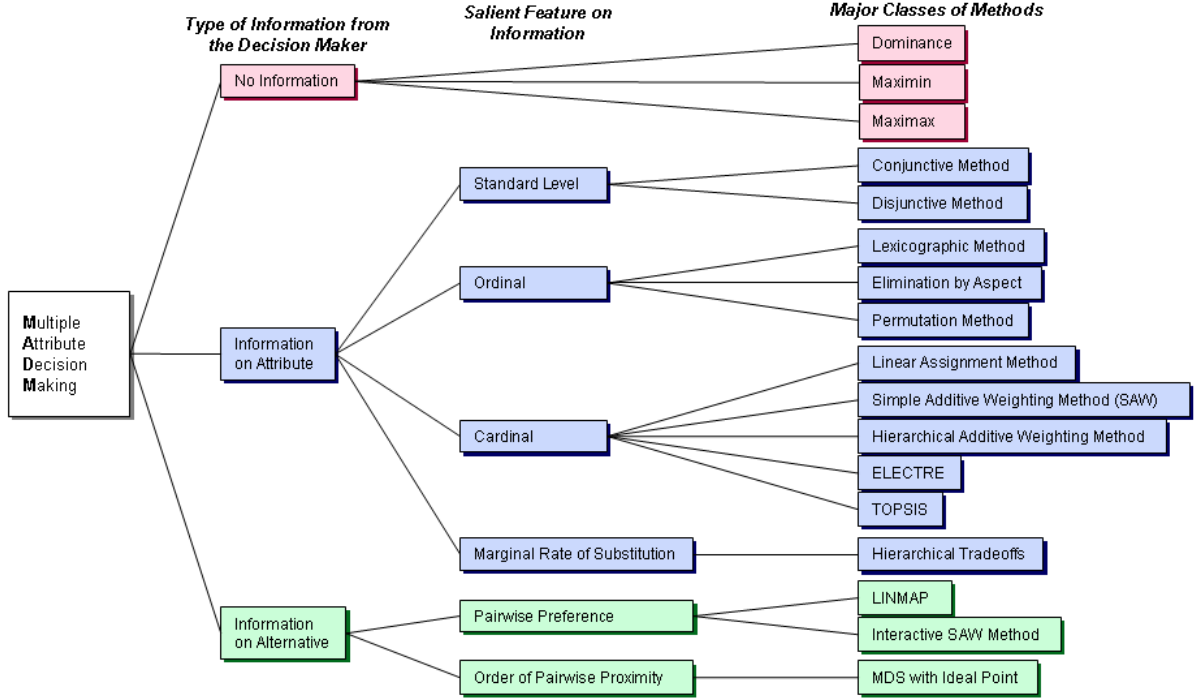 Type of Information from
the Decision Maker
Salient Feature on
Information
Major Classes of Methods
Multiple
Attribute
Decision
Making
No Information
Dominance
Maximin
Maximax
Information
on Attribute
Standard Level
Conjunctive Method
Disjunctive Method
Ordinal
Lexicographic Method
Elimination by Aspect
Permutation Method
Cardinal
Linear Assignment Method
Simple Additive Weighting Method (SAW)
Hierarchical Additive Weighting Method
ELECTRE
TOPSIS
Marginal Rate of Substitution
Hierarchical Tradeoffs
Information
on Alternative
Pairwise Preference
LINMAP
Interactive SAW Method
Order of Pairwise Proximity
MDS with Ideal Point